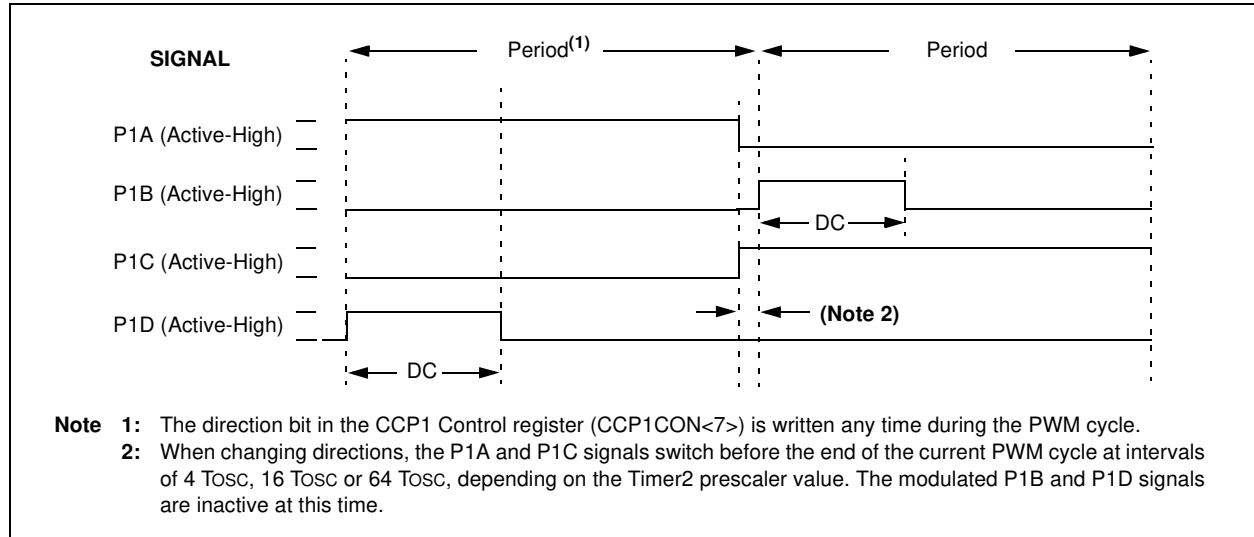 SIGNAL
Period(1)
Period
P1A (Active-High)
P1B (Active-High)
DC
P1C (Active-High)
P1D (Active-High)
(Note 2)
DC
Note 1: The direction bit in the CCP1 Control register (CCP1CON<7>) is written any time during the PWM cycle.
2: When changing directions, the P1A and P1C signals switch before the end of the current PWM cycle at intervals
of 4 TOSC, 16 TOSC or 64 TOSC, depending on the Timer2 prescaler value. The modulated P1B and P1D signals
are inactive at this time.